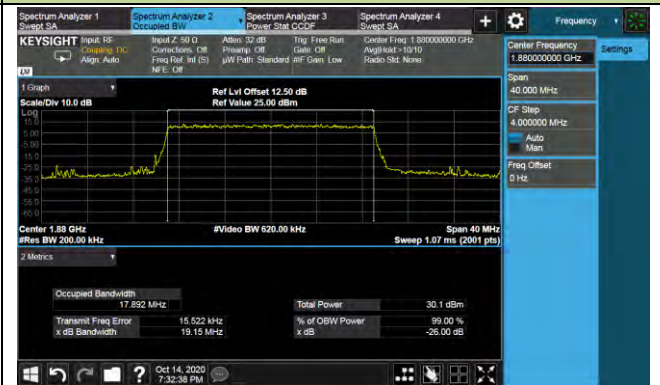 Spectrum Analyzer 1
Swept SA
Spectrum Analyzer 2
Occupied BW
Spectrum Analyzer 3
Power Stat CCDF
Spectrum Analyzer 4
Swept SA
Frequency
KEYSIGHT
Input: RF
Coupling: DC
Align: Auto
Input Z: 50 Ω
Corrections: Off
Freq Ref: Int (S)
NFE: Off
Atten: 32 dB
Preamp: Off
µW Path: Standard
Trig: Free Run
Gate: Off
#IF Gain: Low
Center Freq: 1.880000000 GHz
Avg|Hold:>10/10
Radio Std: None
Center Frequency
1.880000000 GHz
Settings
Span
40.000 MHz
CF Step
4.000000 MHz
Auto
Man
Freq Offset
0 Hz
1 Graph
Scale/Div 10.0 dB
Ref Lvl Offset 12.50 dB
Ref Value 25.00 dBm
Log
15.0
5.00
-5.00
-15.0
-25.0
-35.0
-45.0
-55.0
-65.0
Center 1.88 GHz
#Res BW 200.00 kHz
#Video BW 620.00 kHz
Span 40 MHz
Sweep 1.07 ms (2001 pts)
2 Metrics
Occupied Bandwidth
17.892 MHz
Total Power 30.1 dBm
Transmit Freq Error 15.522 kHz
% of OBW Power 99.00 %
x dB Bandwidth 19.15 MHz
x dB -26.00 dB
Oct 14, 2020
7:32:38 PM